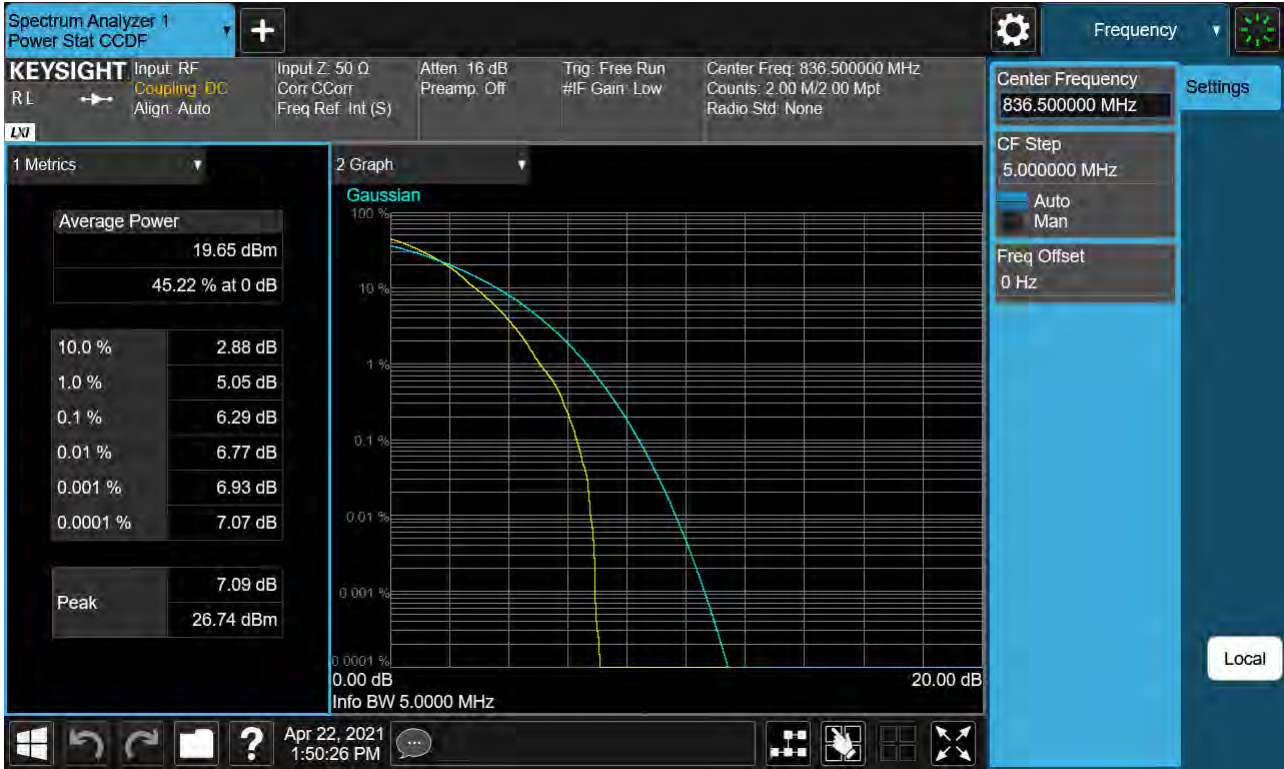 Spectrum Analyzer 1
Power Stat CCDF
Frequency
KEYSIGHT
R L
LXI
Input: RF
Coupling: DC
Align: Auto
Input Z: 50 Ω
Corr CCorr
Freq Ref: Int (S)
Atten: 16 dB
Preamp: Off
Trig: Free Run
#IF Gain: Low
Center Freq: 836.500000 MHz
Counts: 2.00 M/2.00 Mpt
Radio Std: None
Center Frequency
836.500000 MHz
Settings
CF Step
5.000000 MHz
Auto
Man
Freq Offset
0 Hz
1 Metrics
Average Power
19.65 dBm
45.22 % at 0 dB
10.0 % 2.88 dB
1.0 % 5.05 dB
0.1 % 6.29 dB
0.01 % 6.77 dB
0.001 % 6.93 dB
0.0001 % 7.07 dB
Peak
7.09 dB
26.74 dBm
2 Graph
Gaussian
100 %
10 %
1 %
0.1 %
0.01 %
0.001 %
0.0001 %
0.00 dB 20.00 dB
Info BW 5.0000 MHz
Local
Apr 22, 2021
1:50:26 PM